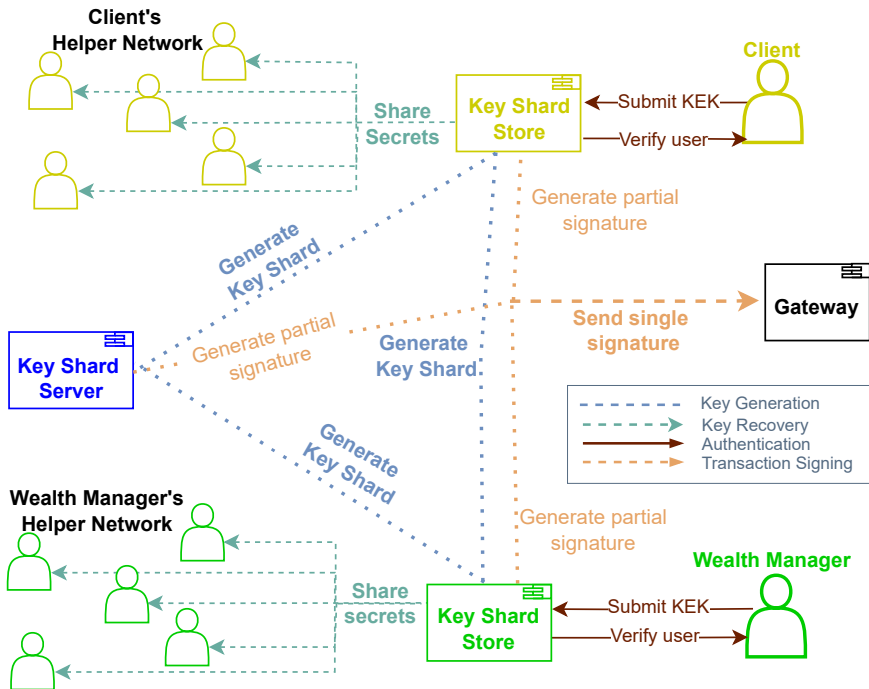 Client's
Helper Network
Client
Key Shard
Store
Submit KEK
Verify user
Share
Secrets
Generate partial
signature
Generate
Key Shard
Gateway
Send single
signature
Generate partial
signature
Generate
Key Shard
Key Shard
Server
Key Generation
Key Recovery
Authentication
Transaction Signing
Generate
Key Shard
Wealth Manager's
Helper Network
Generate partial
signature
Wealth Manager
Share
secrets
Key Shard
Store
Submit KEK
Verify user